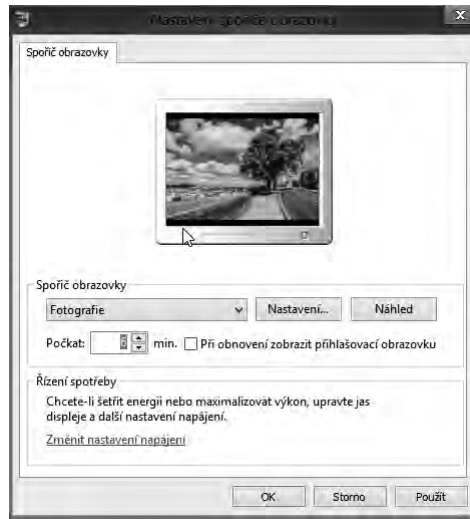 Nastavení spořiče obrazovky
Spořič obrazovky
Spořič obrazovky
Fotografie Nastavení... Náhled
Počkat: min. Při obnovení zobrazit přihlašovací obrazovku
Řízení spotřeby
Chcete-li šetřit energii nebo maximalizovat výkon, upravte jas
displeje a další nastavení napájení.
Změnit nastavení napájení
OK Storno Použít